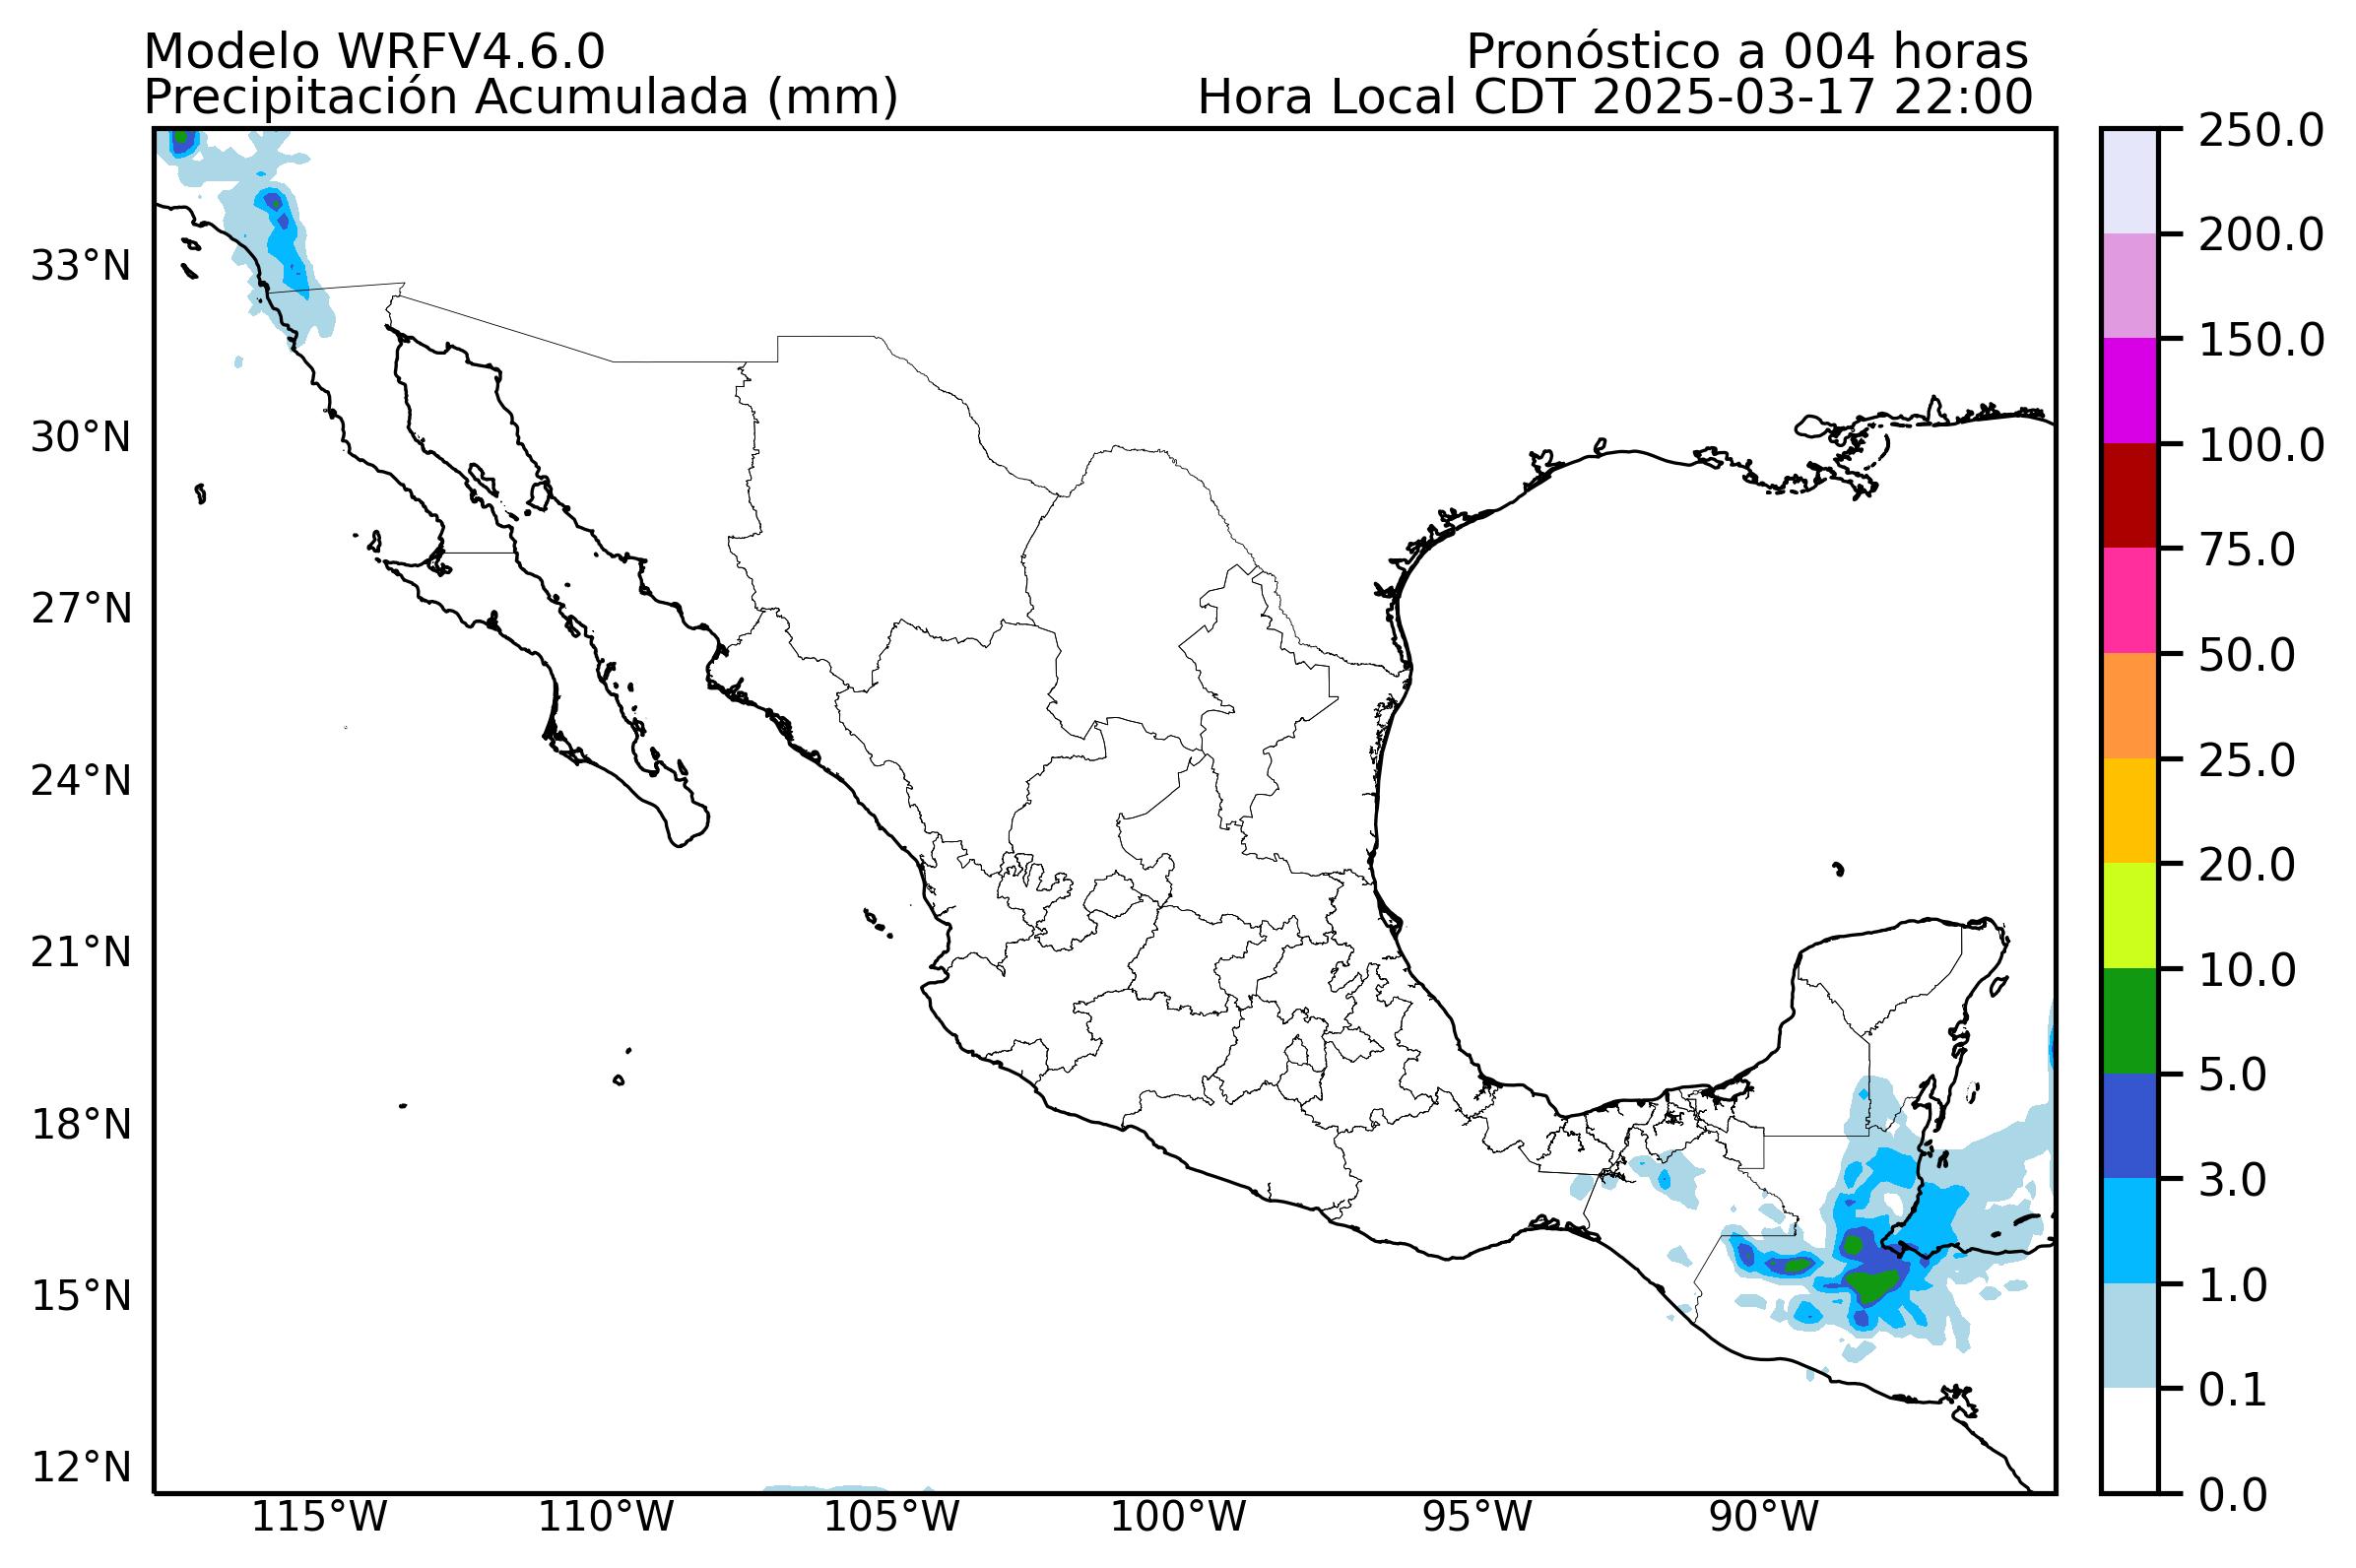 Modelo WRFV4.6.0
Pronóstico a 004 horas
Precipitación Acumulada (mm)
Hora Local CDT 2025-03-17 22:00
33°N
30°N
27°N
24°N
21°N
18°N
15°N
12°N
115°W
110°W
105°W
100°W
95°W
90°W
250.0
200.0
150.0
100.0
75.0
50.0
25.0
20.0
10.0
5.0
3.0
1.0
0.1
0.0